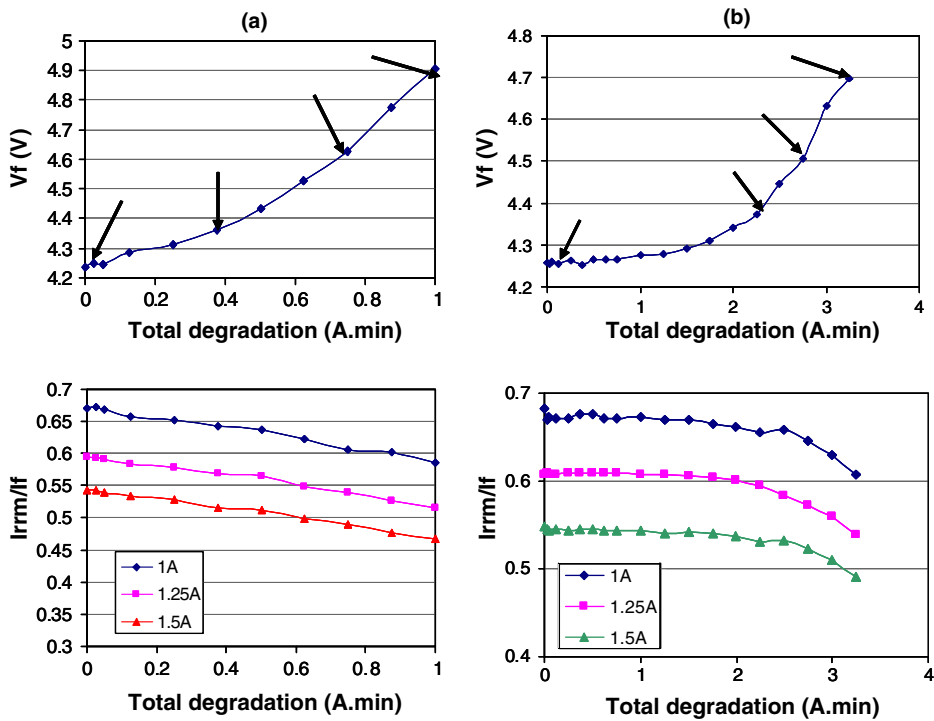 (a)
Vf (V)
5
4.9
4.8
4.7
4.6
4.5
4.4
4.3
4.2
0 0.2 0.4 0.6 0.8 1
Total degradation (A.min)
(b)
Vf (V)
4.8
4.7
4.6
4.5
4.4
4.3
4.2
0 1 2 3 4
Total degradation (A.min)
Irrm/If
0.7
0.65
0.6
0.55
0.5
0.45
0.4
0.35
0.3
1A
1.25A
1.5A
0 0.2 0.4 0.6 0.8 1
Total degradation (A.min)
Irrm/If
0.7
0.6
0.5
0.4
1A
1.25A
1.5A
0 1 2 3 4
Total degradation (A.min)